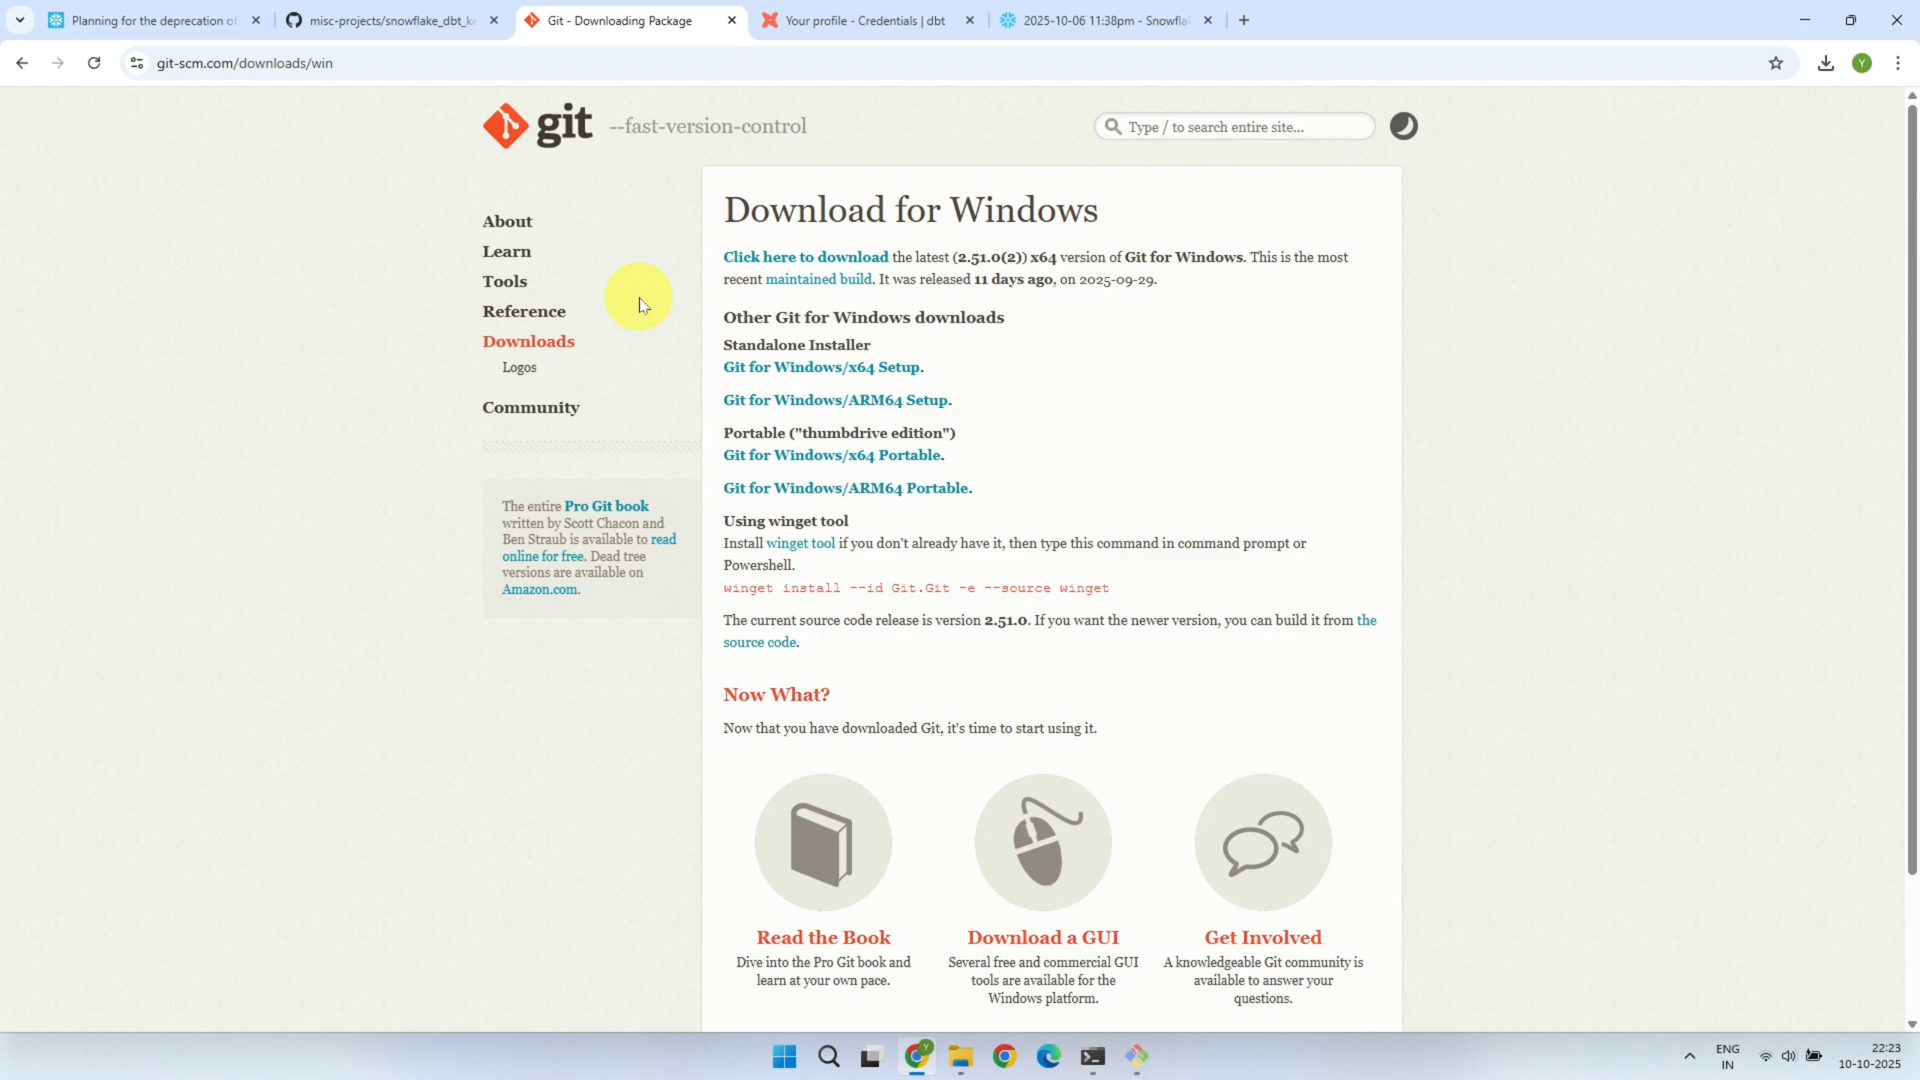 Planning for the deprecation of
misc-projects/snowflake_dbt_ke
Git - Downloading Package
Your profile - Credentials | dbt
2025-10-06 11:38pm - Snowfla
git-scm.com/downloads/win
Y
git --fast-version-control
Type / to search entire site...
About
Learn
Tools
Reference
Downloads
Logos
Community
The entire Pro Git book
written by Scott Chacon and
Ben Straub is available to read
online for free. Dead tree
versions are available on
Amazon.com.
Download for Windows
Click here to download the latest (2.51.0(2)) x64 version of Git for Windows. This is the most
recent maintained build. It was released 11 days ago, on 2025-09-29.
Other Git for Windows downloads
Standalone Installer
Git for Windows/x64 Setup.
Git for Windows/ARM64 Setup.
Portable ("thumbdrive edition")
Git for Windows/x64 Portable.
Git for Windows/ARM64 Portable.
Using winget tool
Install winget tool if you don't already have it, then type this command in command prompt or
Powershell.
winget install --id Git.Git -e --source winget
The current source code release is version 2.51.0. If you want the newer version, you can build it from the
source code.
Now What?
Now that you have downloaded Git, it's time to start using it.
Read the Book
Dive into the Pro Git book and
learn at your own pace.
Download a GUI
Several free and commercial GUI
tools are available for the
Windows platform.
Get Involved
A knowledgeable Git community is
available to answer your
questions.
Y
ENG
IN
22:23
10-10-2025